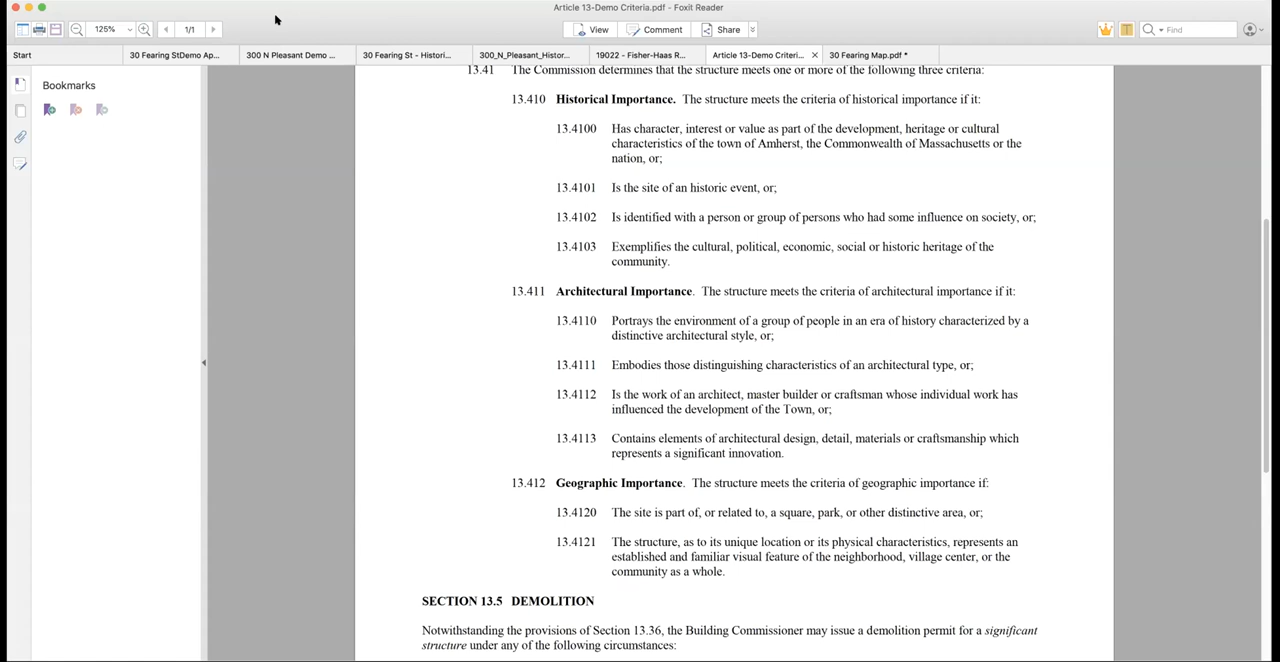 Article 13-Demo Criteria.pdf - Foxit Reader
125% 1/1 View Comment Share Find
Start 30 Fearing StDemo Ap... 300 N Pleasant Demo ... 30 Fearing St - Histori... 300_N_Pleasant_Histor... 19022 - Fisher-Haas R... Article 13-Demo Criteri... 30 Fearing Map.pdf *
Bookmarks
13.41 The Commission determines that the structure meets one or more of the following three criteria:
13.410 Historical Importance. The structure meets the criteria of historical importance if it:
13.4100 Has character, interest or value as part of the development, heritage or cultural
characteristics of the town of Amherst, the Commonwealth of Massachusetts or the
nation, or;
13.4101 Is the site of an historic event, or;
13.4102 Is identified with a person or group of persons who had some influence on society, or;
13.4103 Exemplifies the cultural, political, economic, social or historic heritage of the
community.
13.411 Architectural Importance. The structure meets the criteria of architectural importance if it:
13.4110 Portrays the environment of a group of people in an era of history characterized by a
distinctive architectural style, or;
13.4111 Embodies those distinguishing characteristics of an architectural type, or;
13.4112 Is the work of an architect, master builder or craftsman whose individual work has
influenced the development of the Town, or;
13.4113 Contains elements of architectural design, detail, materials or craftsmanship which
represents a significant innovation.
13.412 Geographic Importance. The structure meets the criteria of geographic importance if:
13.4120 The site is part of, or related to, a square, park, or other distinctive area, or;
13.4121 The structure, as to its unique location or its physical characteristics, represents an
established and familiar visual feature of the neighborhood, village center, or the
community as a whole.
SECTION 13.5 DEMOLITION
Notwithstanding the provisions of Section 13.36, the Building Commissioner may issue a demolition permit for a significant
structure under any of the following circumstances: